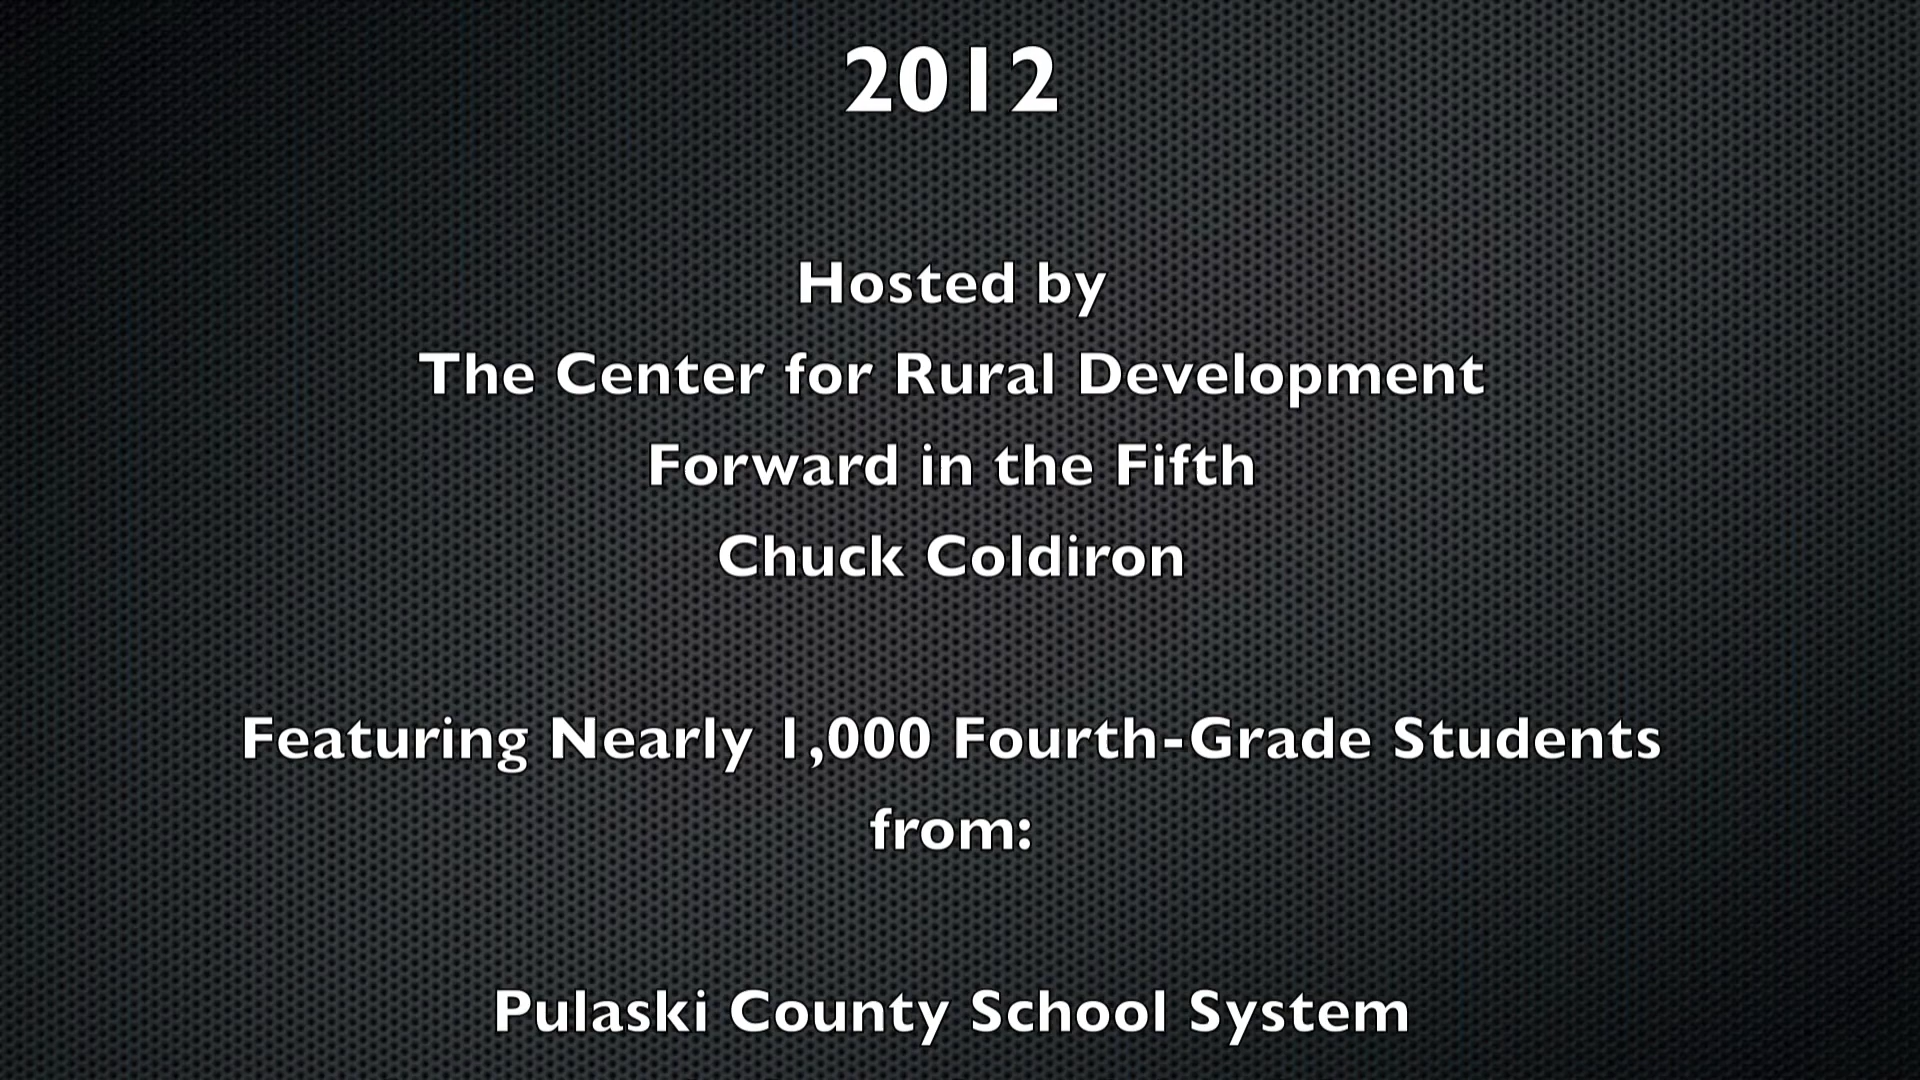 2012
Hosted by
The Center for Rural Development
Forward in the Fifth
Chuck Coldiron
Featuring Nearly 1,000 Fourth-Grade Students
from:
Pulaski County School System